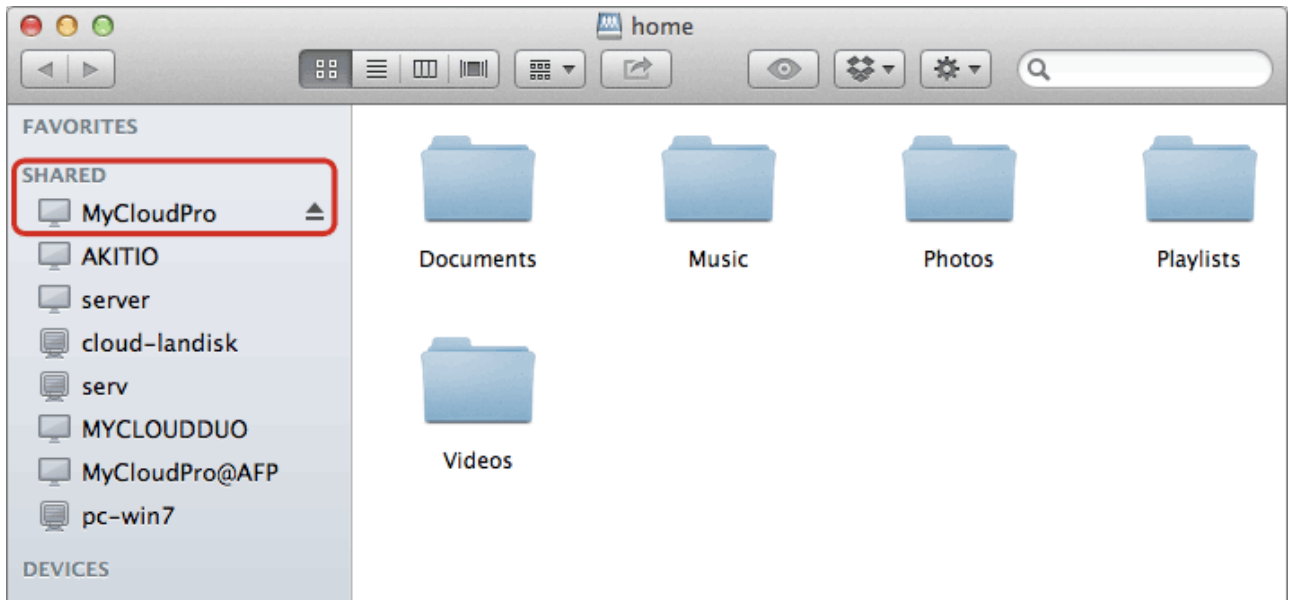 home
FAVORITES
SHARED
MyCloudPro
AKITIO
server
cloud-landisk
serv
MYCLOUDDUO
MyCloudPro@AFP
pc-win7
DEVICES
Documents Music Photos Playlists
Videos